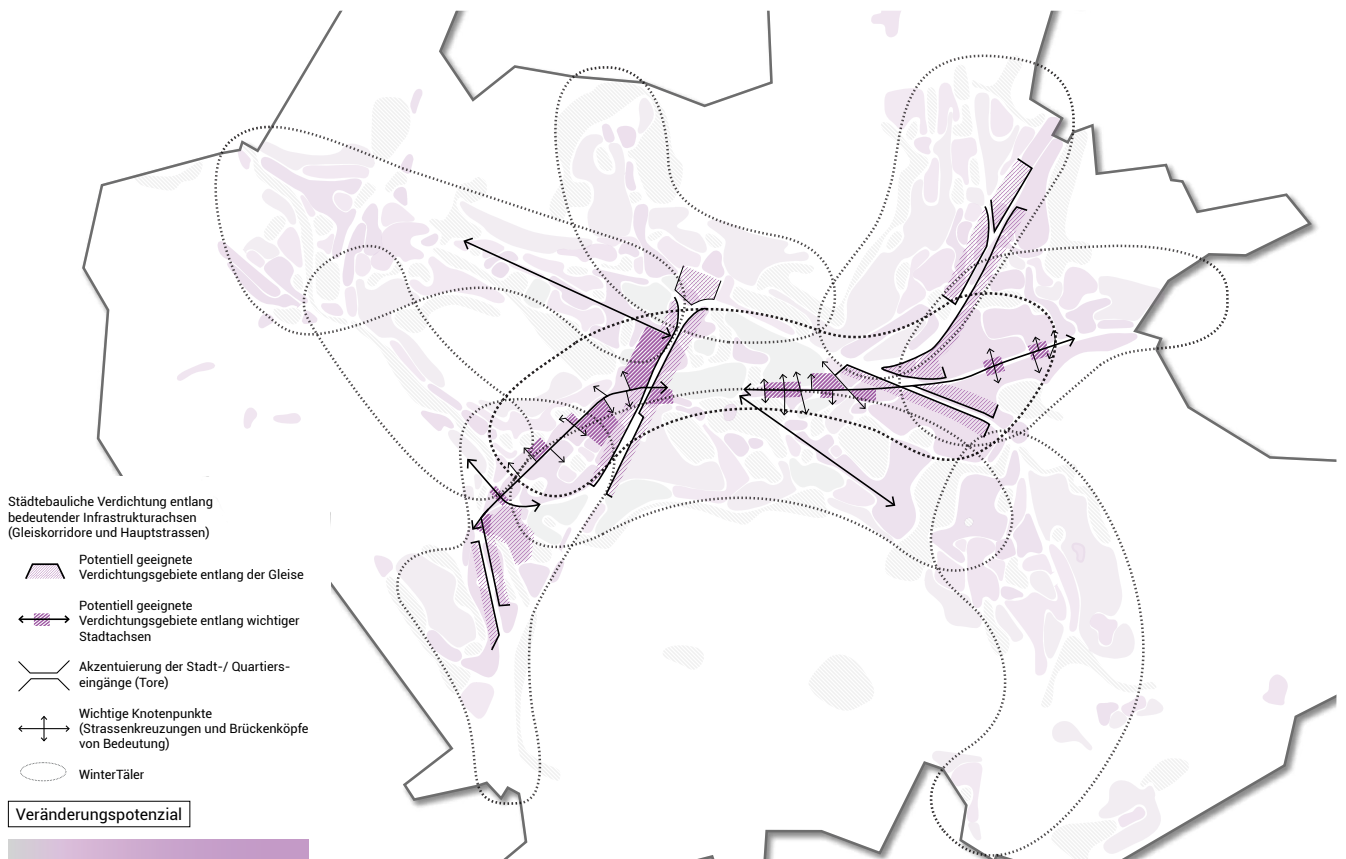 Städtebauliche Verdichtung entlang
bedeutender Infrastrukturachsen
(Gleiskorridore und Hauptstrassen)
Potentiell geeignete
Verdichtungsgebiete entlang der Gleise
Potentiell geeignete
Verdichtungsgebiete entlang wichtiger
Stadtachsen
Akzentuierung der Stadt-/ Quartiers-
eingänge (Tore)
Wichtige Knotenpunkte
(Strassenkreuzungen und Brückenköpfe
von Bedeutung)
WinterTäler
Veränderungspotenzial